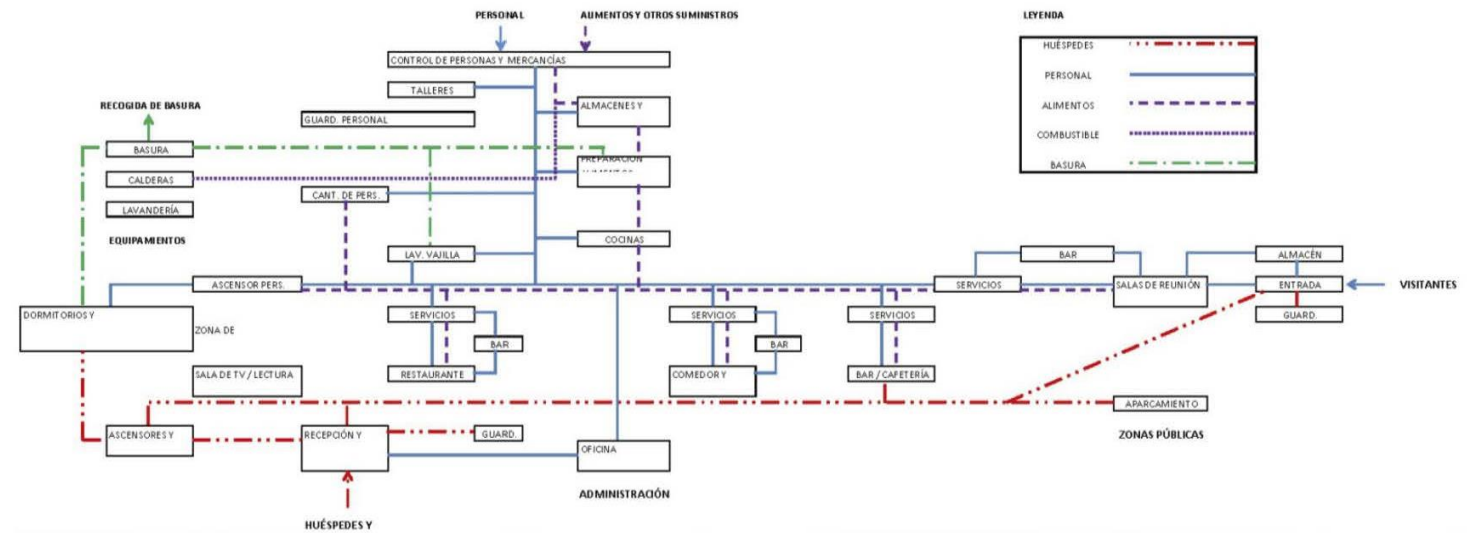 PERSONAL
ALIMENTOS Y OTROS SUMINISTROS
LEYENDA
CONTROL DE PERSONAS Y MERCANCÍAS
HUÉSPEDES
PERSONAL
ALIMENTOS
COMBUSTIBLE
BASURA
TALLERES
RECOGIDA DE BASURA
ALMACENES Y
GUARD. PERSONAL
BASURA
PREPARACIÓN
CALDERAS
CANT. DE PERS.
LAVANDERÍA
EQUIPAMIENTOS
COCINAS
LAV. VAJILLA
BAR
ALMACÉN
ASCENSOR PERS.
SERVICIOS
SALAS DE REUNIÓN
ENTRADA
VISITANTES
DORMITORIOS Y
ZONA DE
SERVICIOS
SERVICIOS
SERVICIOS
GUARD.
BAR
BAR
SALA DE TV / LECTURA
RESTAURANTE
COMEDOR Y
BAR / CAFETERÍA
APARCAMIENTO
ASCENSORES Y
RECEPCIÓN Y
GUARD.
ZONAS PÚBLICAS
OFICINA
ADMINISTRACIÓN
HUÉSPEDES Y